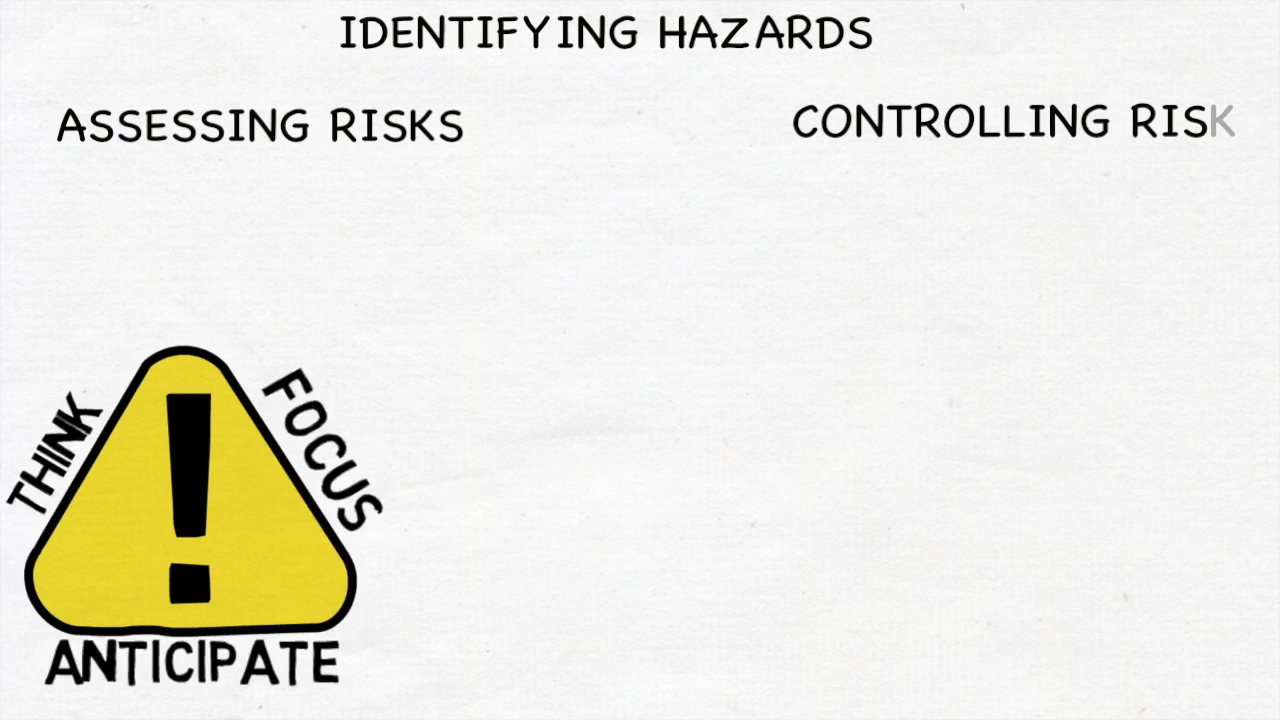 IDENTIFYING HAZARDS
ASSESSING RISKS
CONTROLLING RISK
THINK
FOCUS
ANTICIPATE